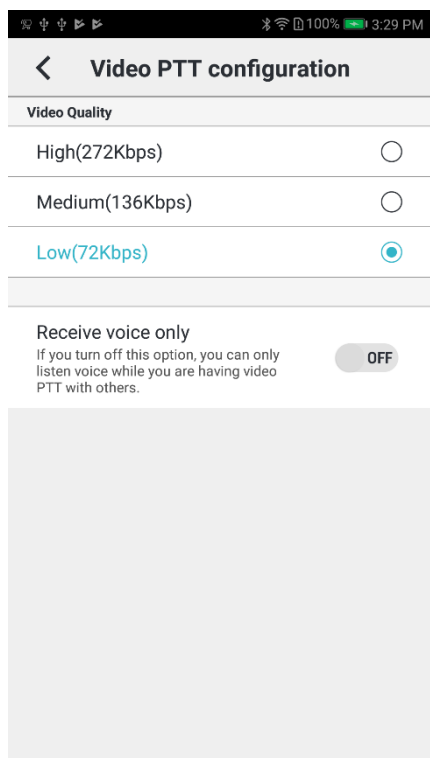 100% 3:29 PM
Video PTT configuration
Video Quality
High(272Kbps)
Medium(136Kbps)
Low(72Kbps)
Receive voice only
If you turn off this option, you can only
listen voice while you are having video
PTT with others.
OFF